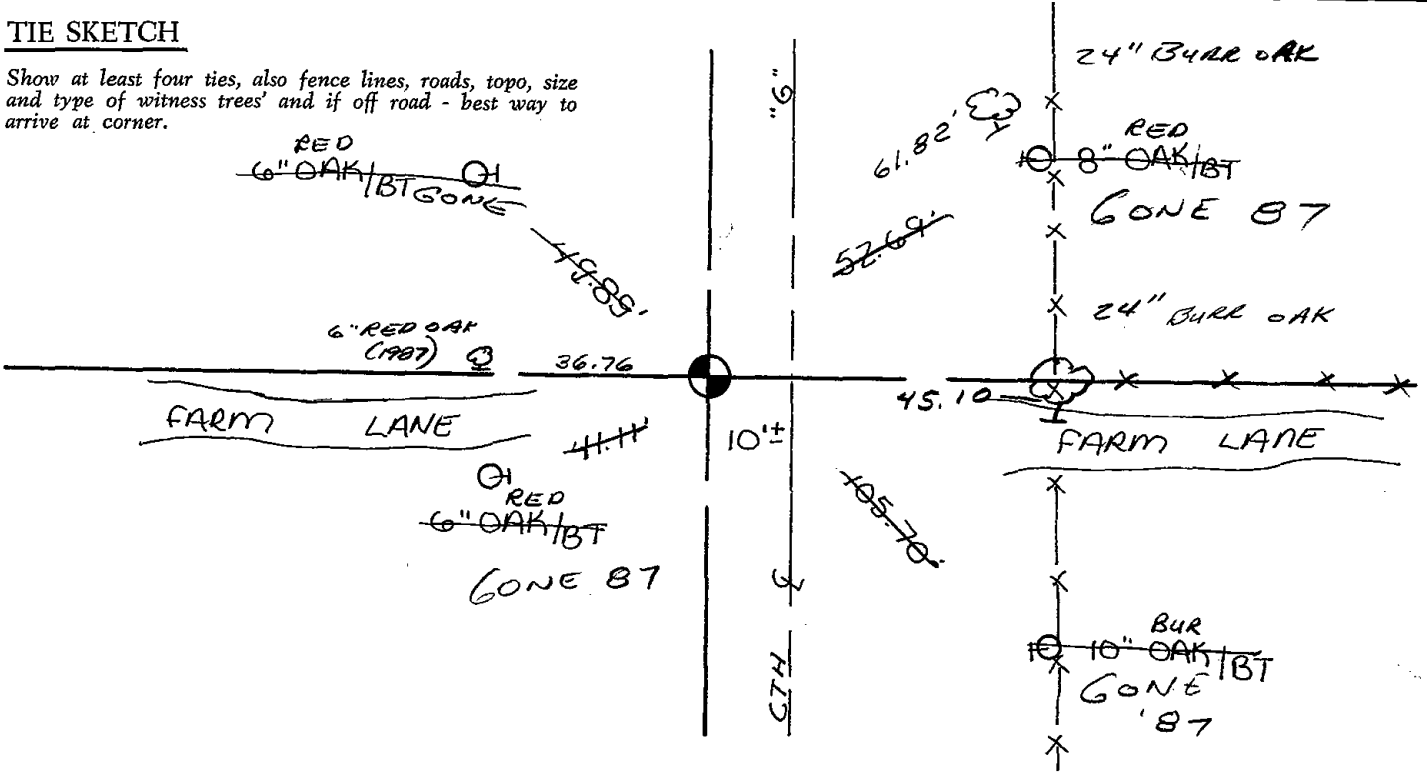 TIE SKETCH
Show at least four ties, also fence lines, roads, topo, size
and type of witness trees' and if off road - best way to
arrive at corner.
24" BURR OAK
"G"
61.82'
RED
6" OAK/BT GONE
RED
8" OAK/BT
GONE 87
52.69'
49.85'
24" BURR OAK
6" RED OAK
(1987)
36.76
45.10
FARM LANE
41.11'
10'±
FARM LANE
RED
6" OAK/BT
GONE 87
105.70'
CTH
BUR
10" OAK/BT
GONE
'87